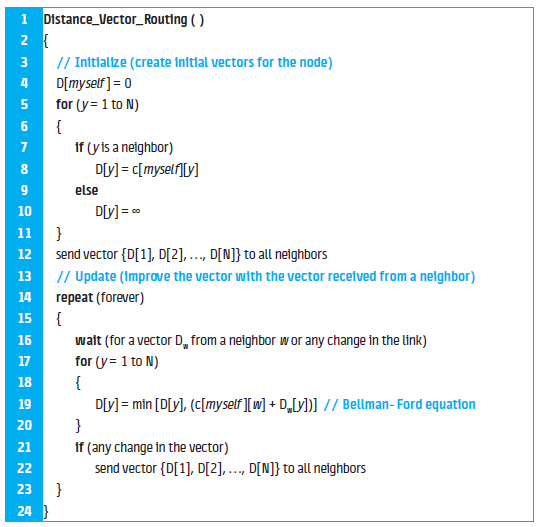 1 Distance_Vector_Routing ( )
2 {
3 // Initialize (create initial vectors for the node)
4 D[myself] = 0
5 for (y = 1 to N)
6 {
7 if (y is a neighbor)
8 D[y] = c[myself][y]
9 else
10 D[y] = ∞
11 }
12 send vector {D[1], D[2], ..., D[N]} to all neighbors
13 // Update (improve the vector with the vector received from a neighbor)
14 repeat (forever)
15 {
16 wait (for a vector D_w from a neighbor w or any change in the link)
17 for (y = 1 to N)
18 {
19 D[y] = min [D[y], (c[myself][w] + D_w[y])] // Bellman-Ford equation
20 }
21 if (any change in the vector)
22 send vector {D[1], D[2], ..., D[N]} to all neighbors
23 }
24 }